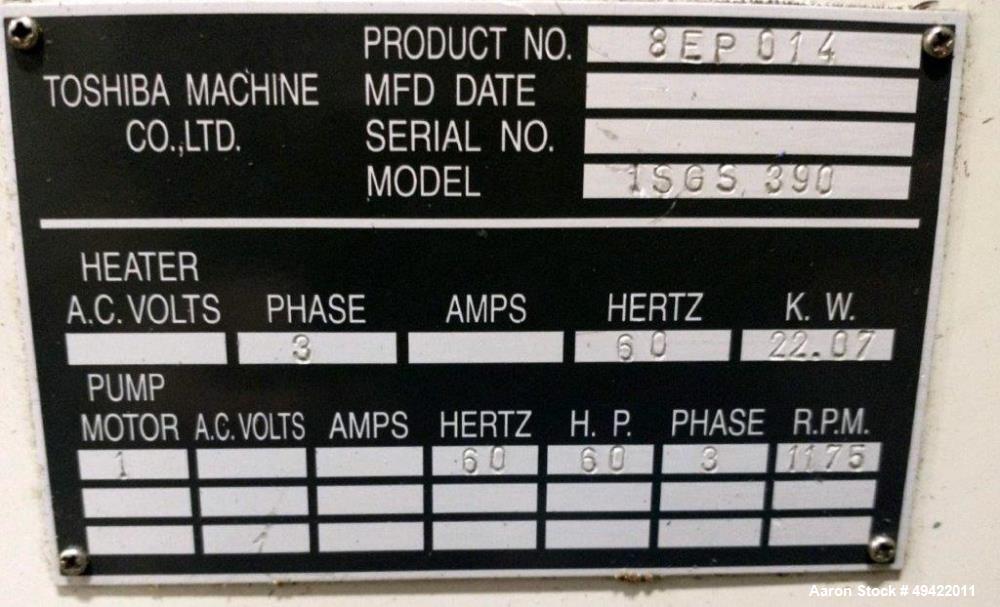 TOSHIBA MACHINE
CO.,LTD.
PRODUCT NO. 8EP014
MFD DATE
SERIAL NO.
MODEL ISGS 390
HEATER
A.C. VOLTS PHASE AMPS HERTZ K. W.
3 60 22.07
PUMP
MOTOR A.C. VOLTS AMPS HERTZ H. P. PHASE R.P.M.
1 60 60 3 1175
1
Aaron Stock # 49422011